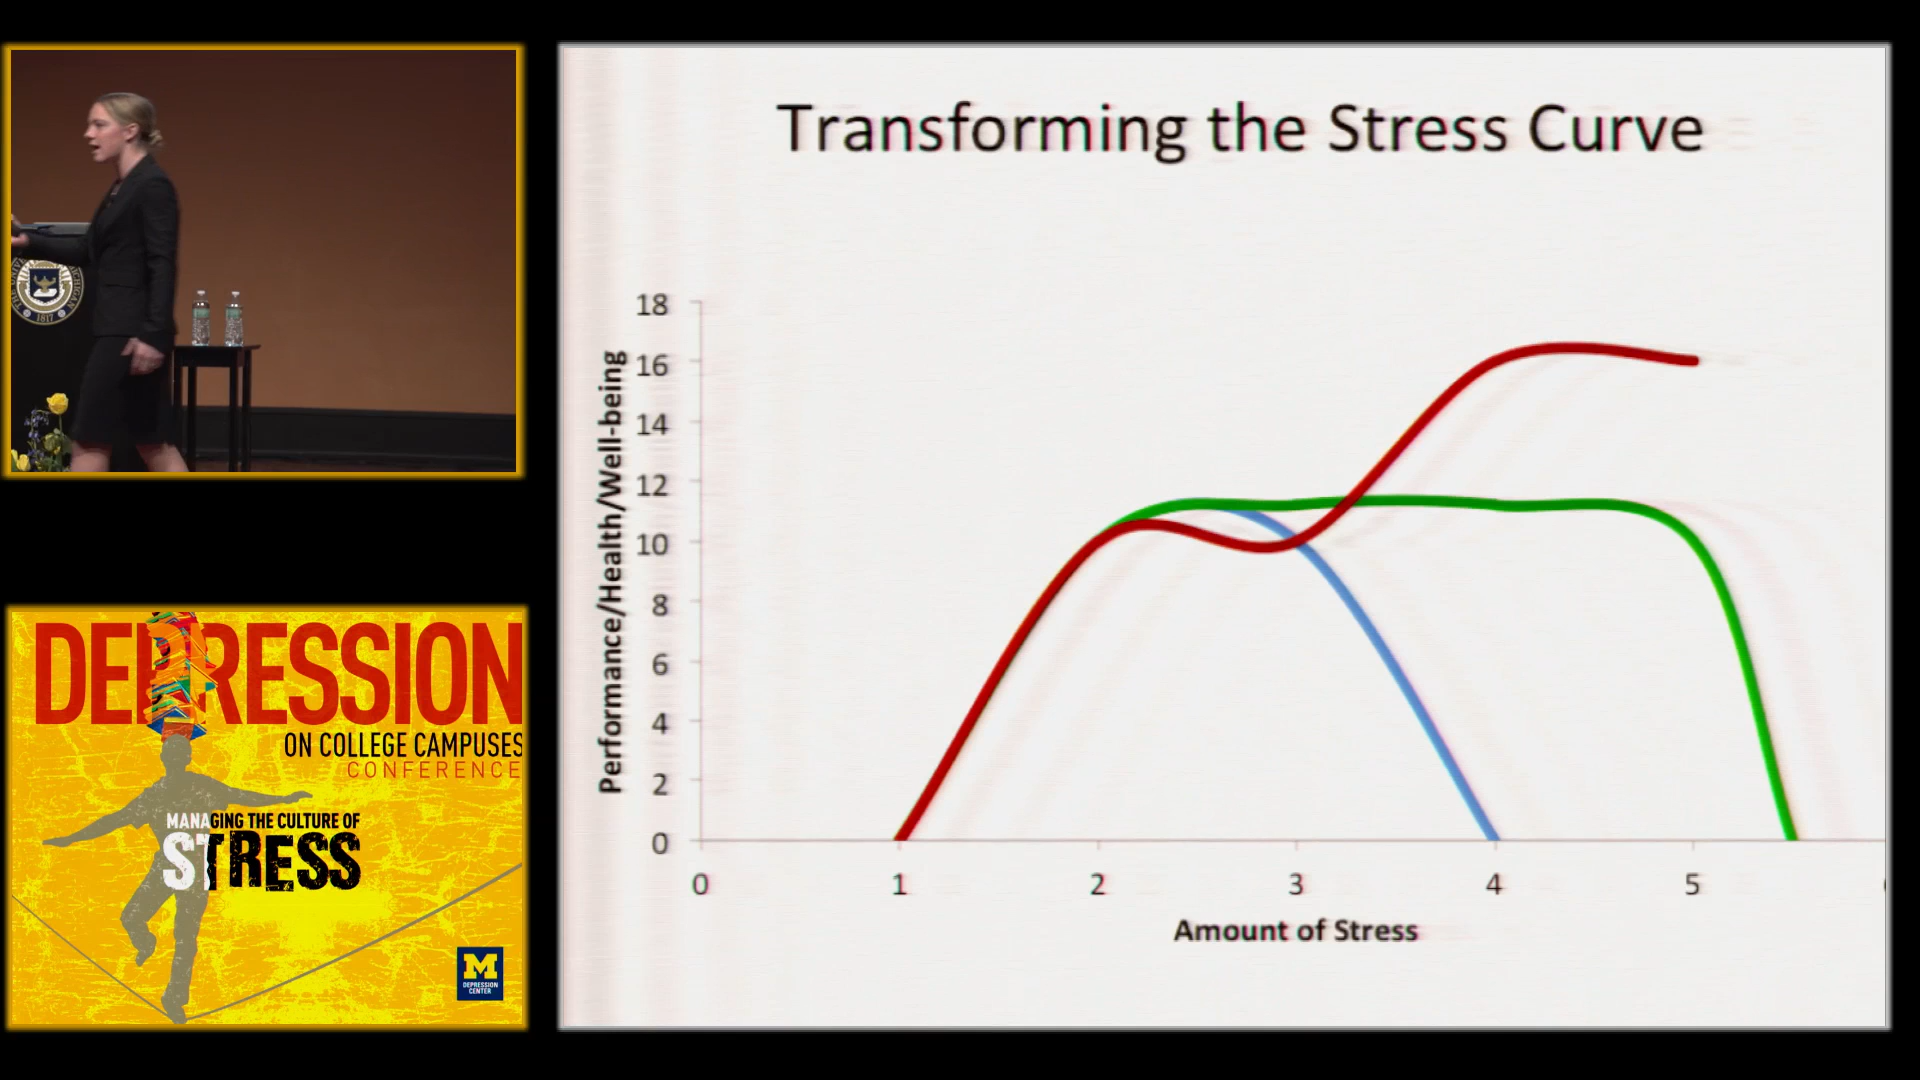 Transforming the Stress Curve
Performance/Health/Well-being
18
16
14
12
10
8
6
4
2
0
0 1 2 3 4 5
Amount of Stress
1817
DEPRESSION
ON COLLEGE CAMPUSES
CONFERENCE
MANAGING THE CULTURE OF
STRESS
M
DEPRESSION
CENTER